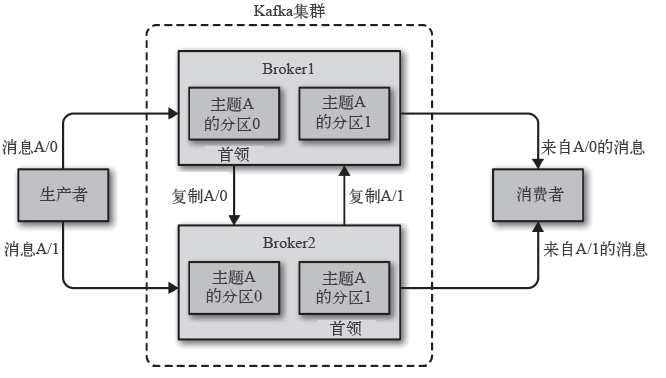 Kafka集群
Broker1
主题A
的分区0
主题A
的分区1
首领
消息A/0
来自A/0的消息
生产者
复制A/0
复制A/1
消费者
消息A/1
来自A/1的消息
Broker2
主题A
的分区0
主题A
的分区1
首领